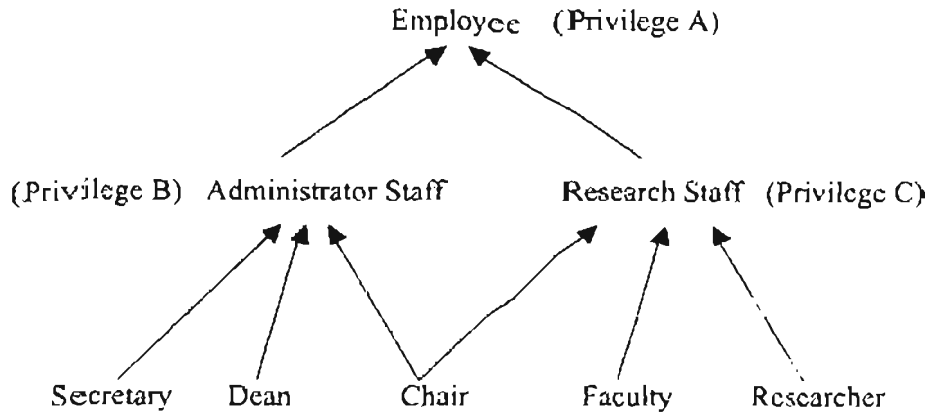 Employee (Privilege A)
(Privilege B) Administrator Staff Research Staff (Privilege C)
Secretary Dean Chair Faculty Researcher